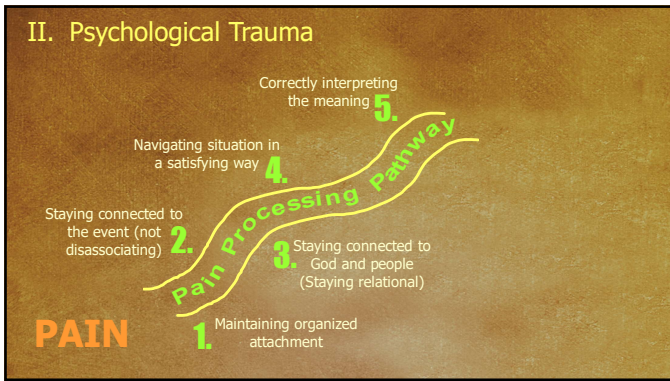 II. Psychological Trauma
Correctly interpreting
the meaning 5.
Navigating situation in
a satisfying way 4.
Pain Processing Pathway
Staying connected to
the event (not
disassociating) 2.
3. Staying connected to
God and people
(Staying relational)
PAIN
1. Maintaining organized
attachment